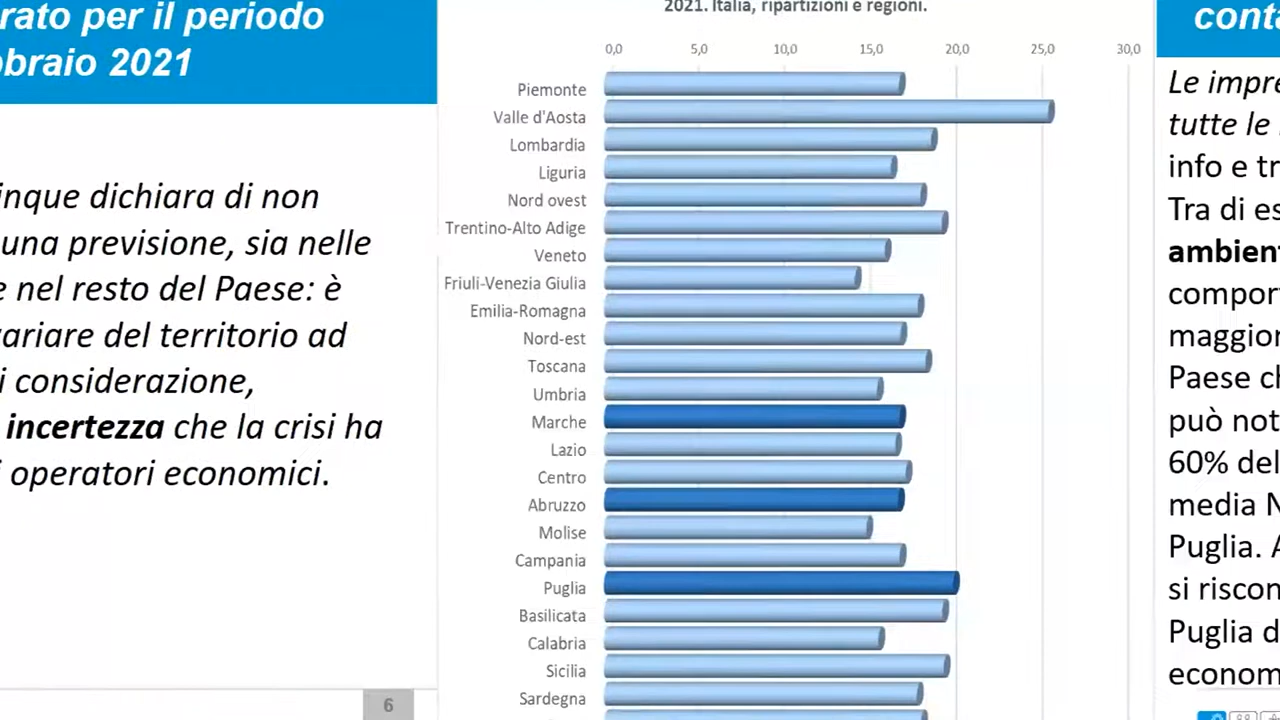 rato per il periodo
braio 2021
inque dichiara di non
una previsione, sia nelle
e nel resto del Paese: è
variare del territorio ad
i considerazione,
incertezza che la crisi ha
i operatori economici.
6
2021. Italia, ripartizioni e regioni.
0,0 5,0 10,0 15,0 20,0 25,0 30,0
Piemonte
Valle d'Aosta
Lombardia
Liguria
Nord ovest
Trentino-Alto Adige
Veneto
Friuli-Venezia Giulia
Emilia-Romagna
Nord-est
Toscana
Umbria
Marche
Lazio
Centro
Abruzzo
Molise
Campania
Puglia
Basilicata
Calabria
Sicilia
Sardegna
conta
Le impre
tutte le
info e tr
Tra di es
ambient
compor
maggior
Paese ch
può not
60% del
media N
Puglia. A
si riscon
Puglia d
econom